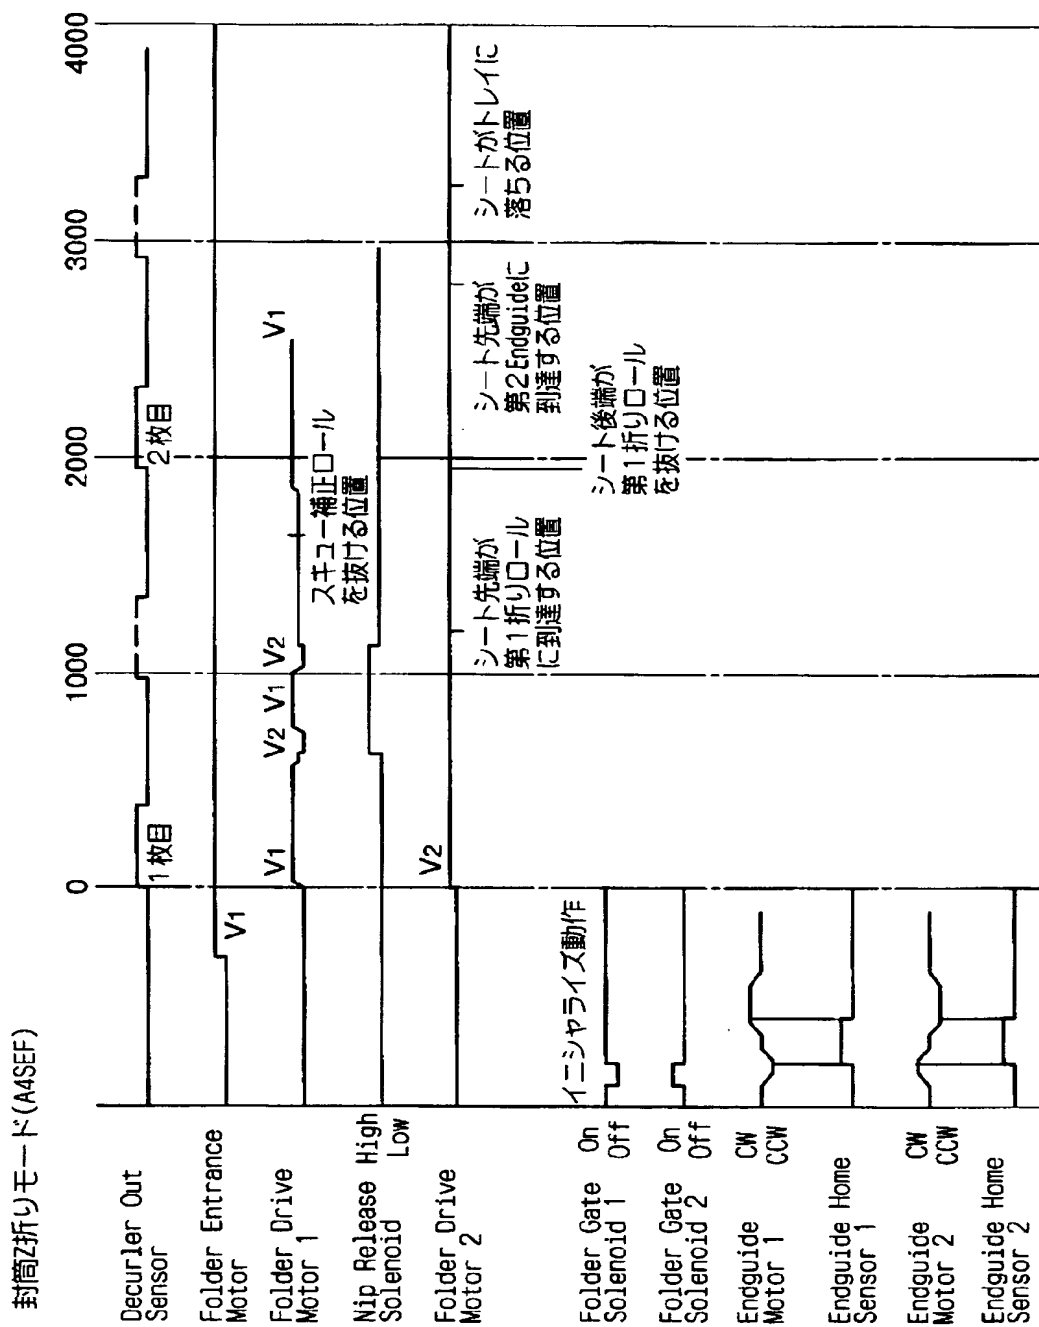 封筒Z折りモード(A4SEF)
0
1000
2000
3000
4000
Decurler Out
Sensor
1枚目
2枚目
Folder Entrance
Motor
V1
Folder Drive
Motor 1
V1
V2
V1
V2
V1
スキュー補正ロール
を抜ける位置
Nip Release High
Solenoid Low
Folder Drive
Motor 2
V2
シート先端が
第1折りロール
に到達する位置
シート後端が
第1折りロール
を抜ける位置
シート先端が
第2Endguideに
到達する位置
シートがトレイに
落ちる位置
イニシャライズ動作
Folder Gate On
Solenoid 1 Off
Folder Gate On
Solenoid 2 Off
Endguide CW
Motor 1 CCW
Endguide Home
Sensor 1
Endguide CW
Motor 2 CCW
Endguide Home
Sensor 2